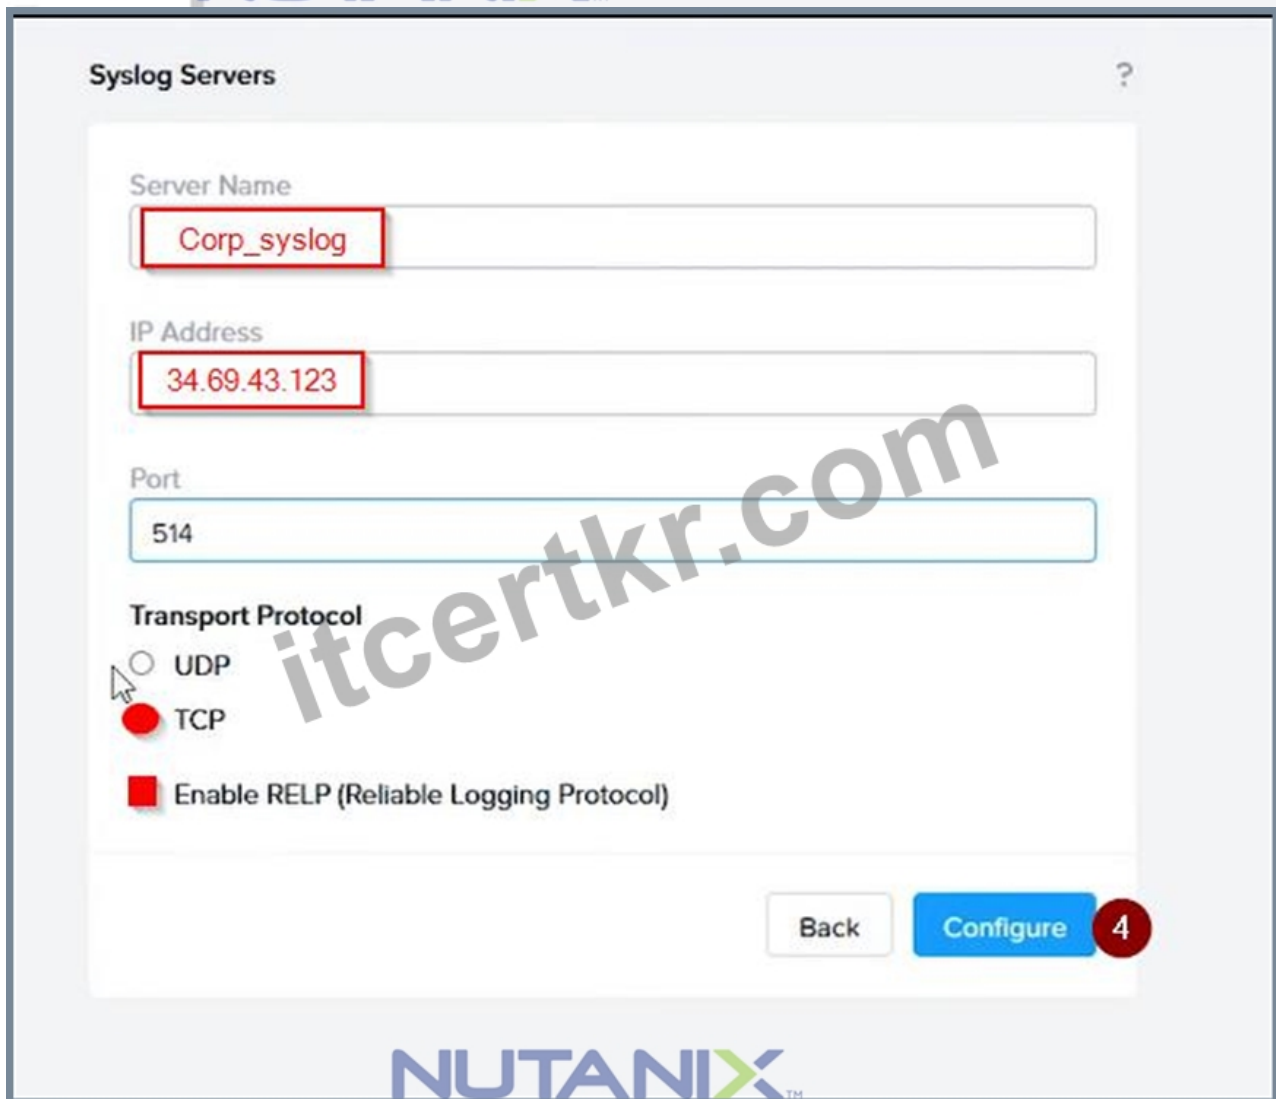 Syslog Servers
?
Server Name
Corp_syslog
IP Address
34.69.43.123
Port
514
itcertkr.com
Transport Protocol
UDP
TCP
Enable RELP (Reliable Logging Protocol)
Back
Configure
4
NUTANIX
TM